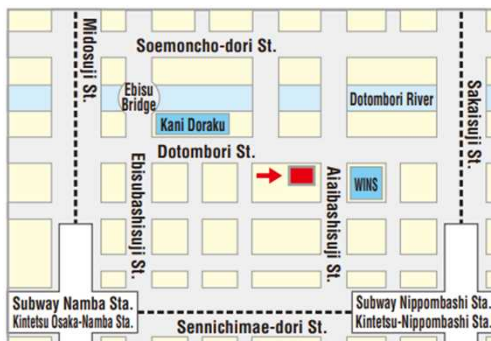 Midosuji St.
Soemoncho-dori St.
Sakaisuji St.
Ebisu
Bridge
Dotombori River
Kani Doraku
Dotombori St.
Ebisubashisuji St.
Aiaibashisuji St.
WINS
Subway Namba Sta.
Kintetsu Osaka-Namba Sta.
Subway Nippombashi Sta.
Kintetsu-Nippombashi Sta.
Sennichimae-dori St.